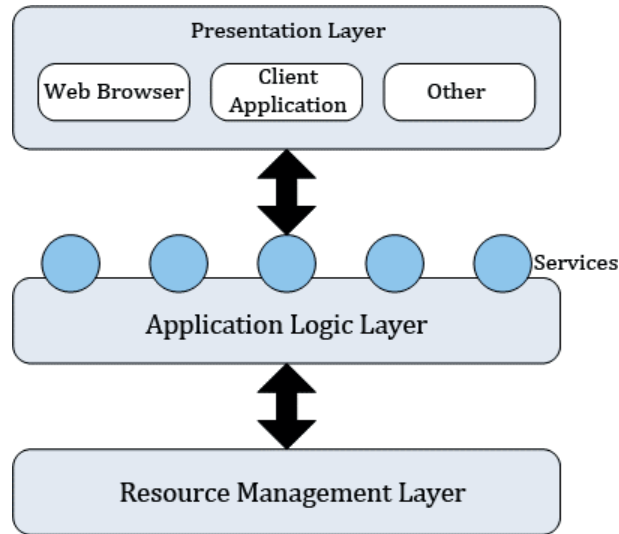 Presentation Layer
Web Browser
Client
Application
Other
Services
Application Logic Layer
Resource Management Layer